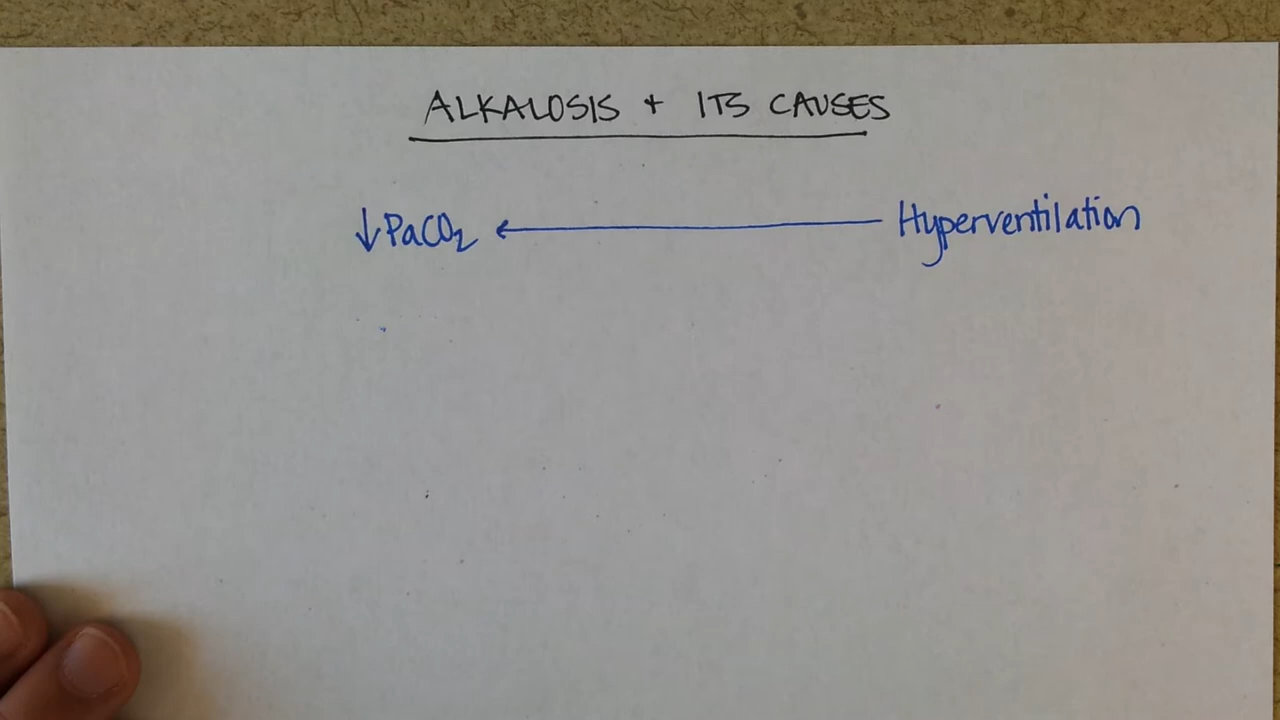 ALKALOSIS + ITS CAUSES
↓PaCO₂ ← Hyperventilation